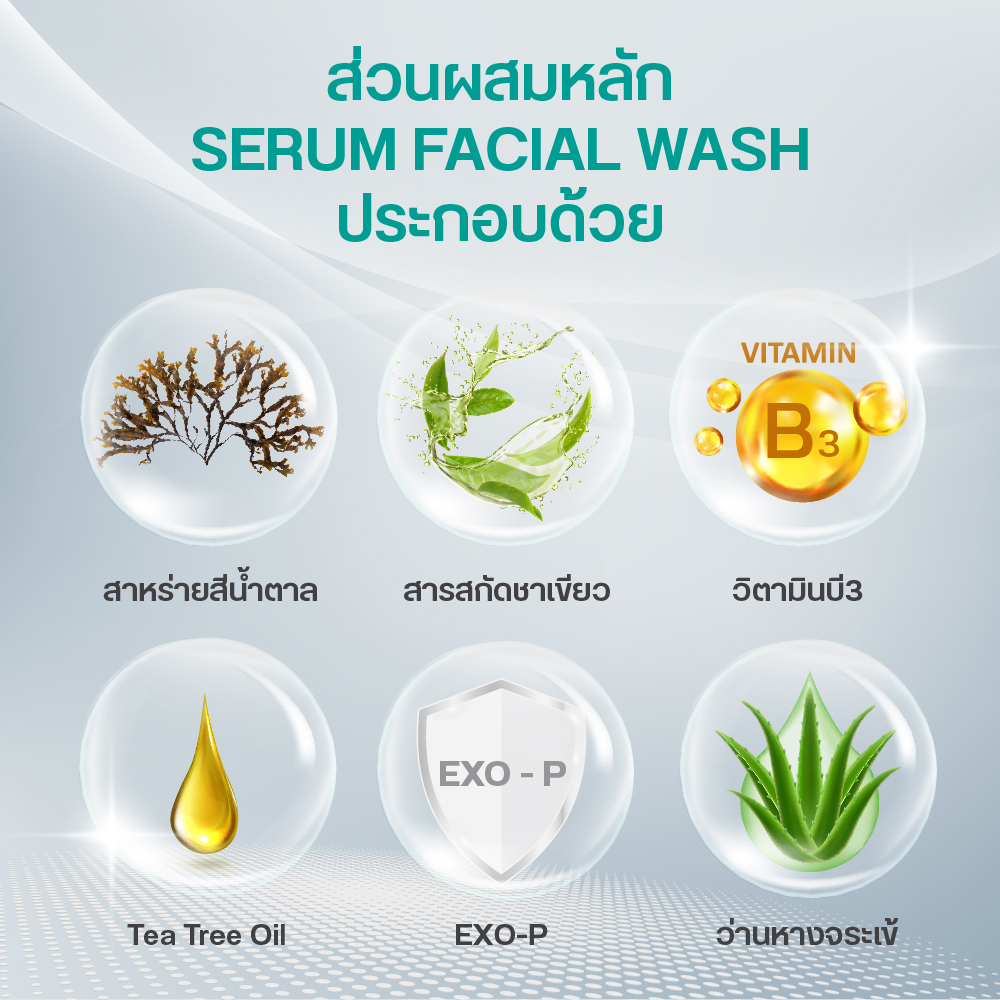 ส่วนผสมหลัก
SERUM FACIAL WASH
ประกอบด้วย
VITAMIN
B3
สาหร่ายสีน้ำตาล
สารสกัดชาเขียว
วิตามินบี3
EXO - P
Tea Tree Oil
EXO-P
ว่านหางจระเข้